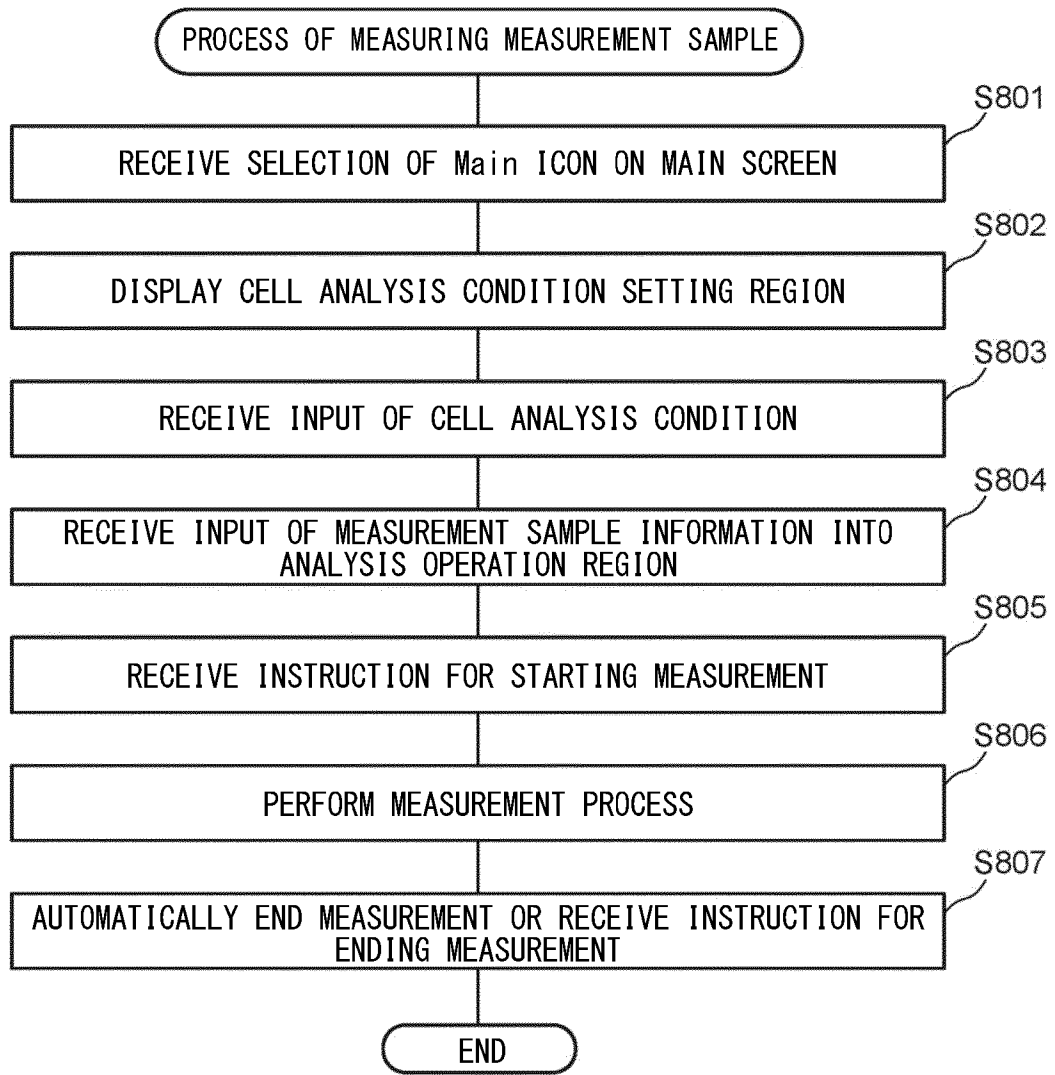 PROCESS OF MEASURING MEASUREMENT SAMPLE
S801
RECEIVE SELECTION OF Main ICON ON MAIN SCREEN
S802
DISPLAY CELL ANALYSIS CONDITION SETTING REGION
S803
RECEIVE INPUT OF CELL ANALYSIS CONDITION
S804
RECEIVE INPUT OF MEASUREMENT SAMPLE INFORMATION INTO
ANALYSIS OPERATION REGION
S805
RECEIVE INSTRUCTION FOR STARTING MEASUREMENT
S806
PERFORM MEASUREMENT PROCESS
S807
AUTOMATICALLY END MEASUREMENT OR RECEIVE INSTRUCTION FOR
ENDING MEASUREMENT
END